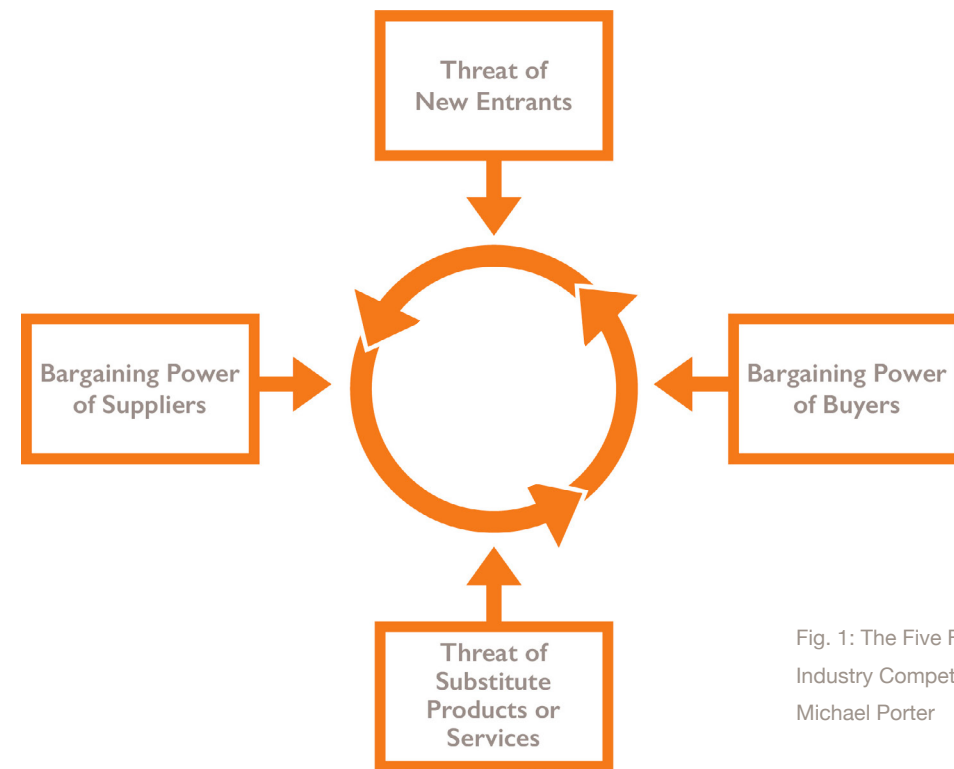 Threat of
New Entrants
Bargaining Power
of Suppliers
Bargaining Power
of Buyers
Threat of
Substitute
Products or
Services
Fig. 1: The Five
Industry
Michael Porter